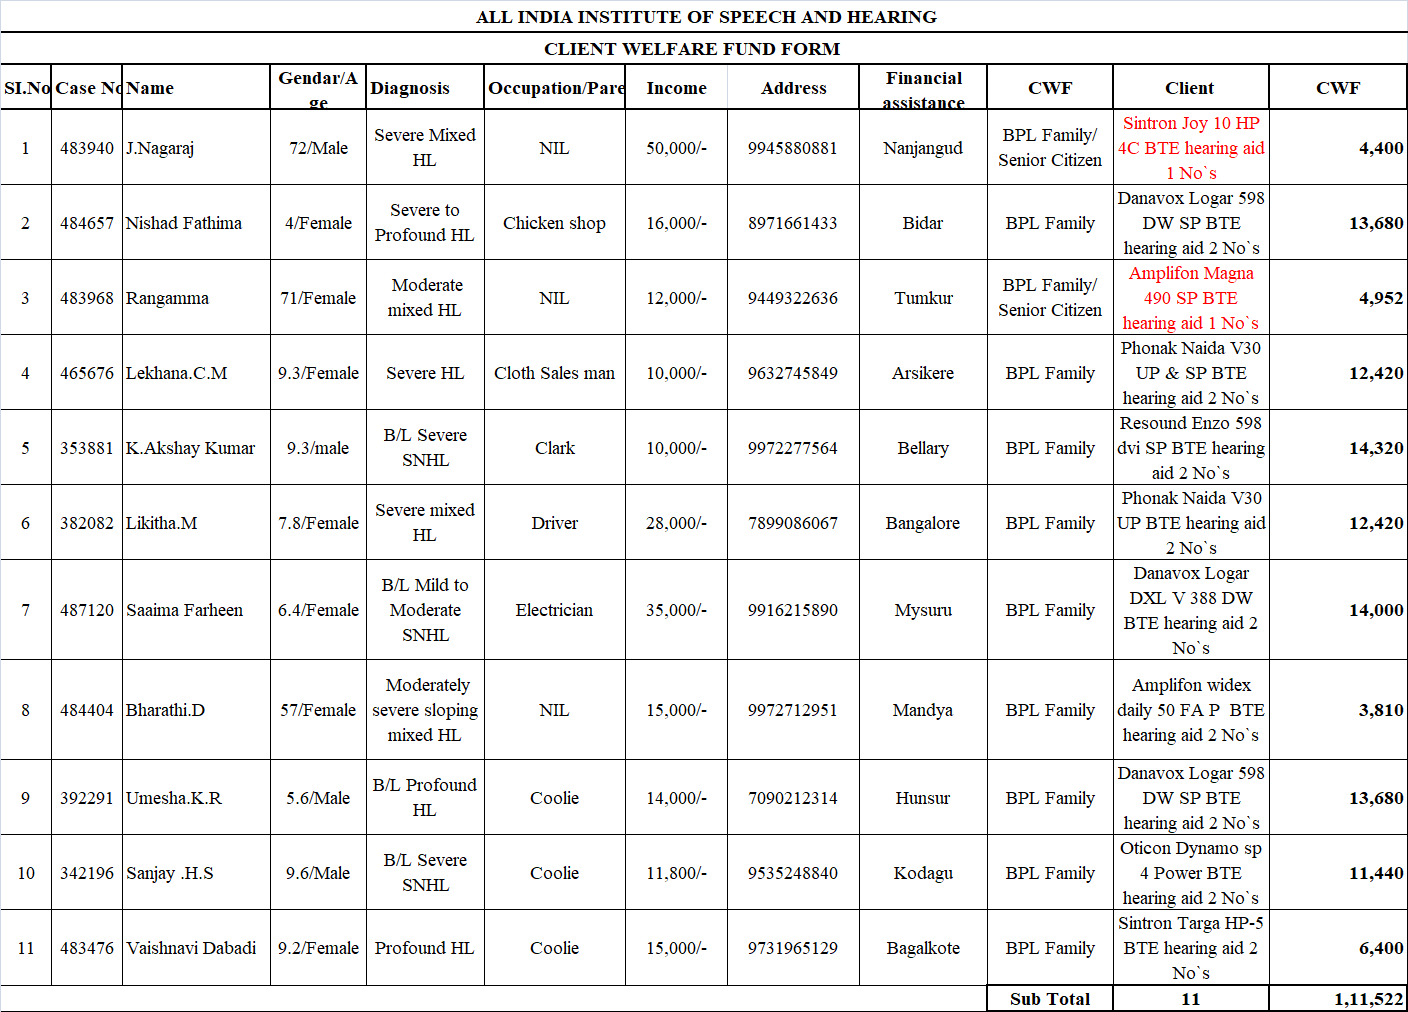 ALL INDIA INSTITUTE OF SPEECH AND HEARING
CLIENT WELFARE FUND FORM
SI.No Case No Name Gendar/Age Diagnosis Occupation/Pare Income Address Financial assistance CWF Client CWF
1 483940 J.Nagaraj 72/Male Severe Mixed HL NIL 50,000/- 9945880881 Nanjangud BPL Family/ Senior Citizen Sintron Joy 10 HP 4C BTE hearing aid 1 No`s 4,400
2 484657 Nishad Fathima 4/Female Severe to Profound HL Chicken shop 16,000/- 8971661433 Bidar BPL Family Danavox Logar 598 DW SP BTE hearing aid 2 No`s 13,680
3 483968 Rangamma 71/Female Moderate mixed HL NIL 12,000/- 9449322636 Tumkur BPL Family/ Senior Citizen Amplifon Magna 490 SP BTE hearing aid 1 No`s 4,952
4 465676 Lekhana.C.M 9.3/Female Severe HL Cloth Sales man 10,000/- 9632745849 Arsikere BPL Family Phonak Naida V30 UP & SP BTE hearing aid 2 No`s 12,420
5 353881 K.Akshay Kumar 9.3/male B/L Severe SNHL Clark 10,000/- 9972277564 Bellary BPL Family Resound Enzo 598 dvi SP BTE hearing aid 2 No`s 14,320
6 382082 Likitha.M 7.8/Female Severe mixed HL Driver 28,000/- 7899086067 Bangalore BPL Family Phonak Naida V30 UP BTE hearing aid 2 No`s 12,420
7 487120 Saaima Farheen 6.4/Female B/L Mild to Moderate SNHL Electrician 35,000/- 9916215890 Mysuru BPL Family Danavox Logar DXL V 388 DW BTE hearing aid 2 No`s 14,000
8 484404 Bharathi.D 57/Female Moderately severe sloping mixed HL NIL 15,000/- 9972712951 Mandya BPL Family Amplifon widex daily 50 FA P BTE hearing aid 2 No`s 3,810
9 392291 Umesha.K.R 5.6/Male B/L Profound HL Coolie 14,000/- 7090212314 Hunsur BPL Family Danavox Logar 598 DW SP BTE hearing aid 2 No`s 13,680
10 342196 Sanjay .H.S 9.6/Male B/L Severe SNHL Coolie 11,800/- 9535248840 Kodagu BPL Family Oticon Dynamo sp 4 Power BTE hearing aid 2 No`s 11,440
11 483476 Vaishnavi Dabadi 9.2/Female Profound HL Coolie 15,000/- 9731965129 Bagalkote BPL Family Sintron Targa HP-5 BTE hearing aid 2 No`s 6,400
Sub Total 11 1,11,522